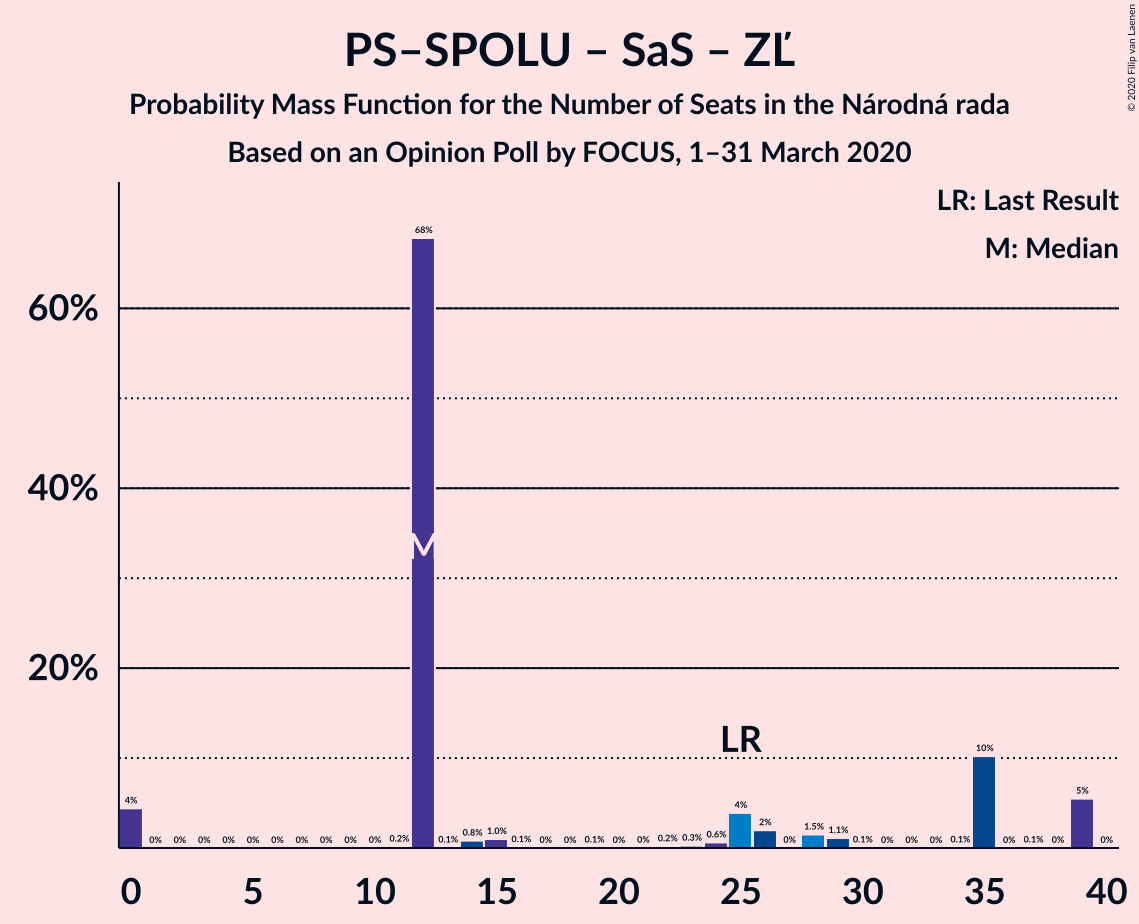 PS–SPOLU – SaS – ZĽ
Probability Mass Function for the Number of Seats in the Národná rada
Based on an Opinion Poll by FOCUS, 1–31 March 2020
© 2020 Filip van Laenen
LR: Last Result
M: Median
60%
40%
20%
68%
M
LR
4% 0% 0% 0% 0% 0% 0% 0% 0% 0% 0% 0.2% 0.1% 0.8% 1.0% 0.1% 0% 0% 0.1% 0% 0% 0.2% 0.3% 0.6% 4% 2% 0% 1.5% 1.1% 0.1% 0% 0% 0% 0.1% 10% 0% 0.1% 0% 5% 0%
0 5 10 15 20 25 30 35 40